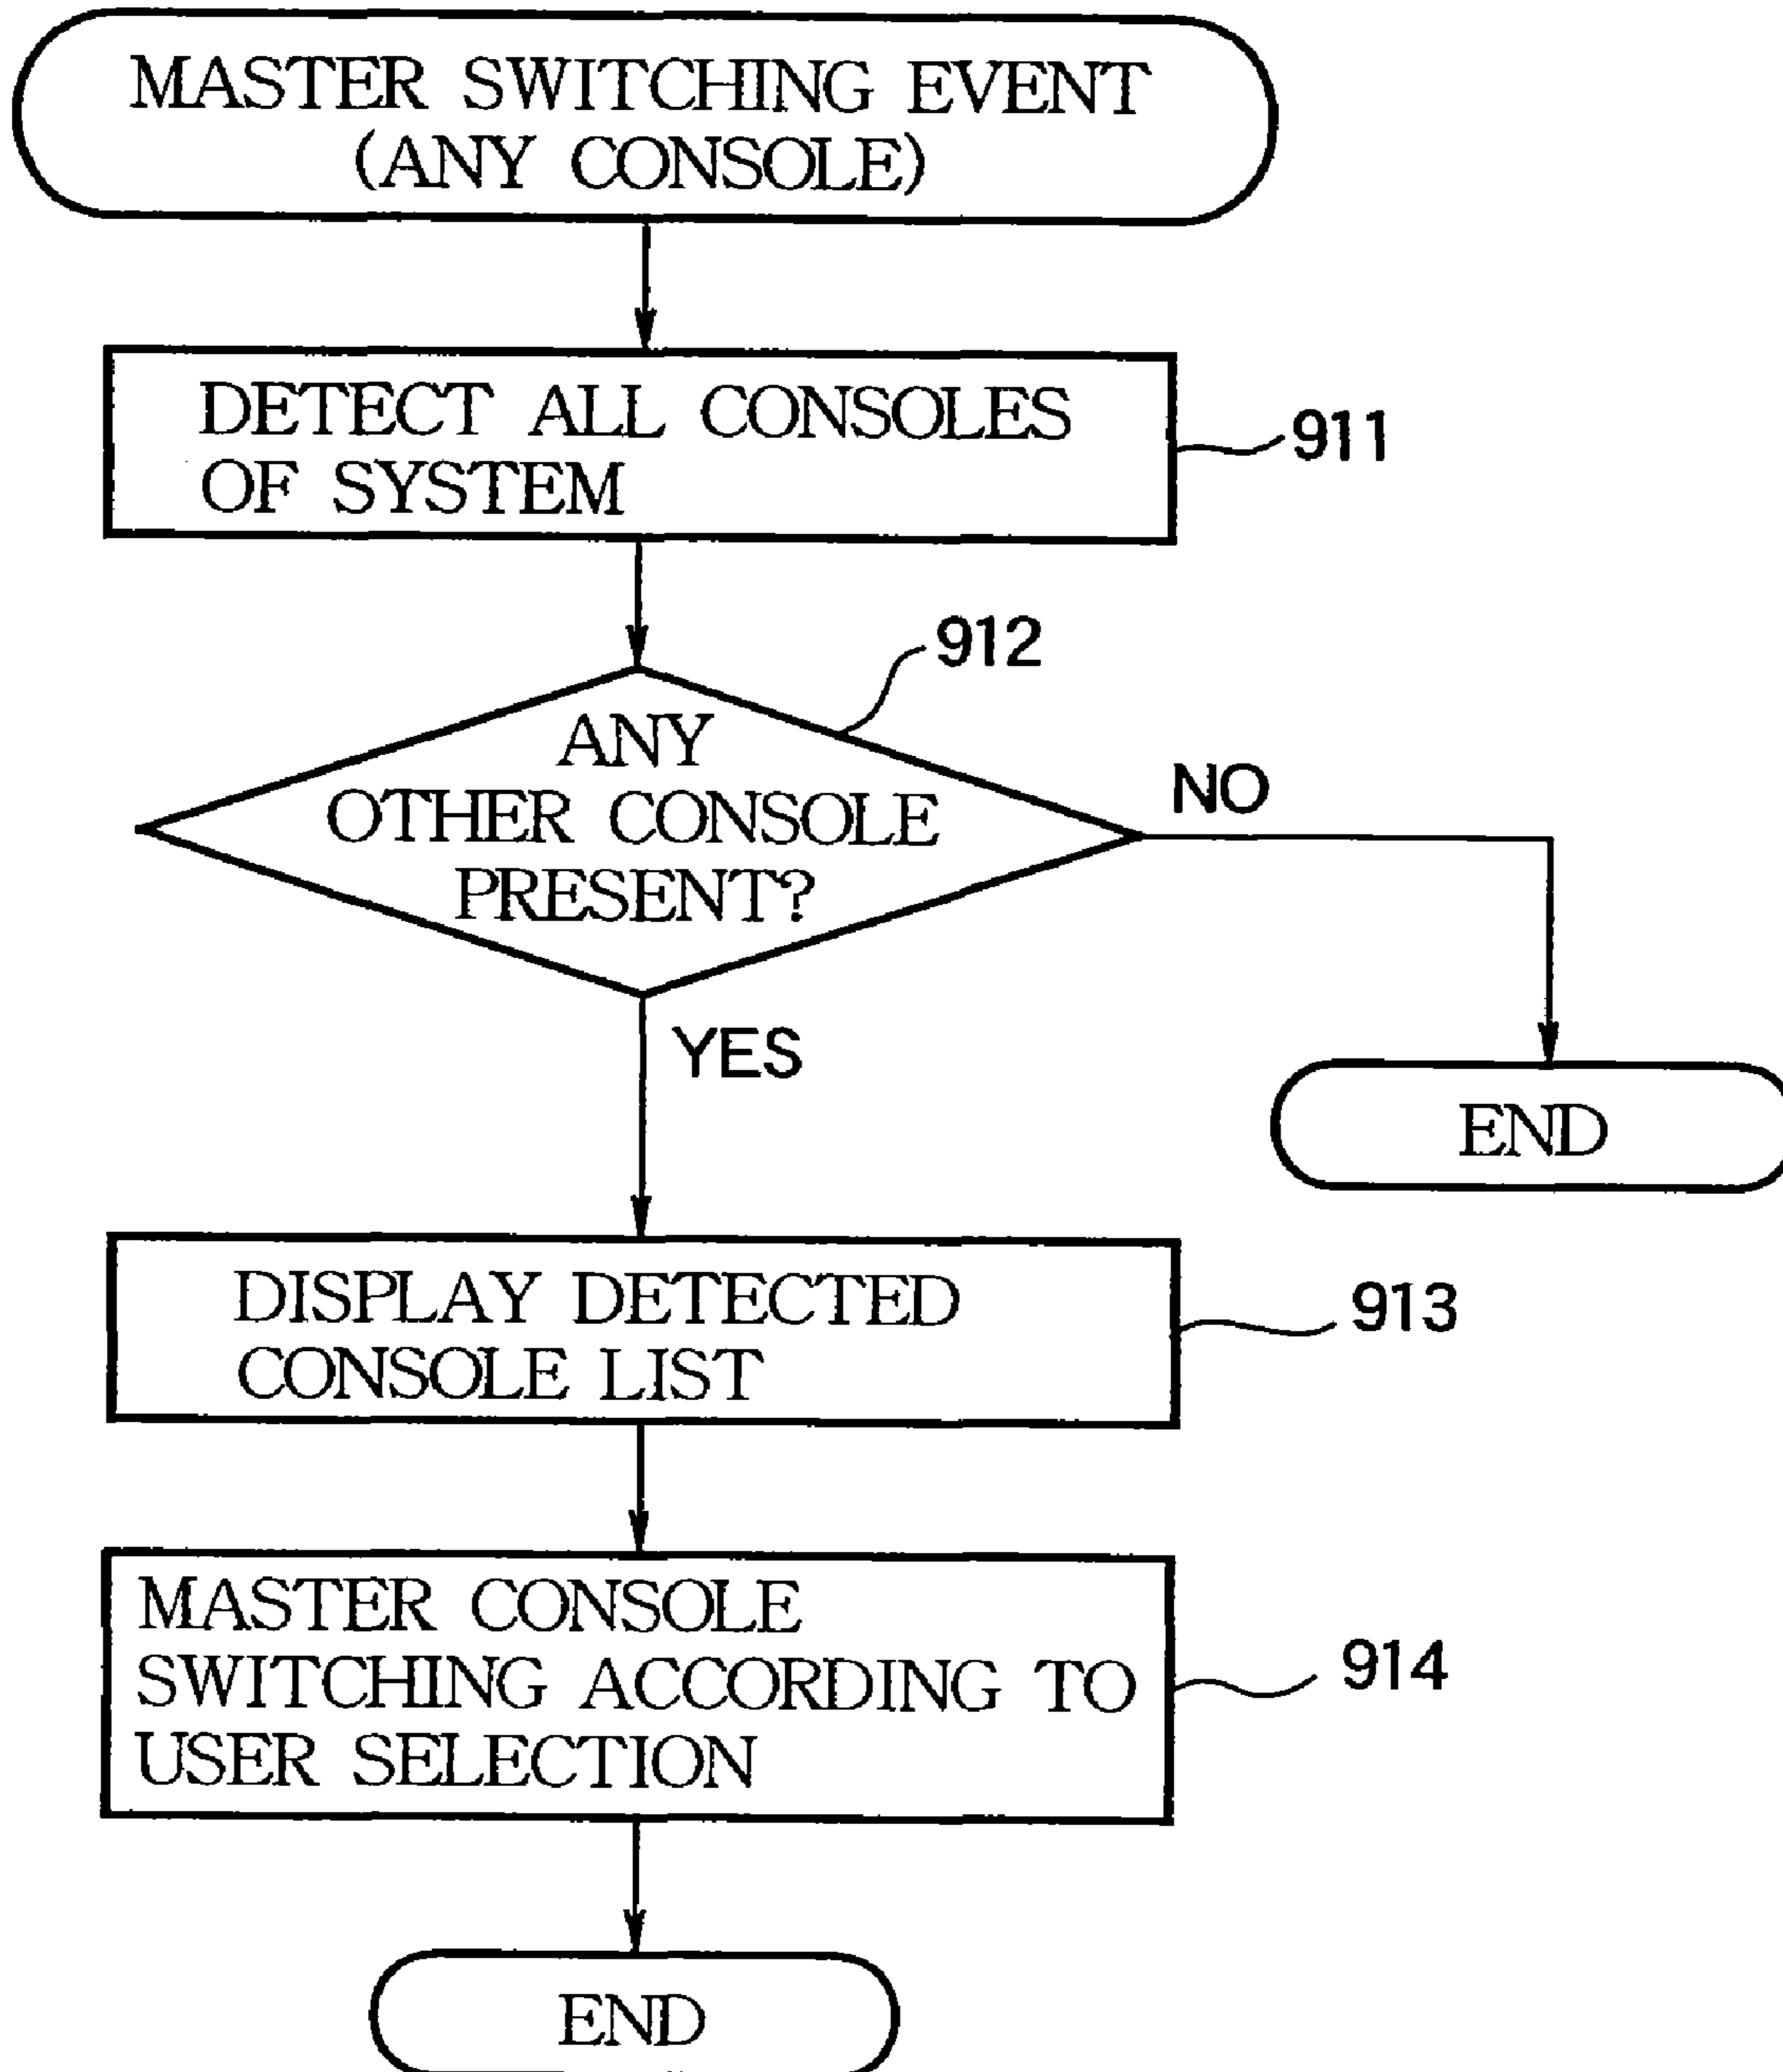 MASTER SWITCHING EVENT
(ANY CONSOLE)
DETECT ALL CONSOLES
OF SYSTEM
911
912
ANY
OTHER CONSOLE
PRESENT?
NO
YES
END
DISPLAY DETECTED
CONSOLE LIST
913
MASTER CONSOLE
SWITCHING ACCORDING TO
USER SELECTION
914
END